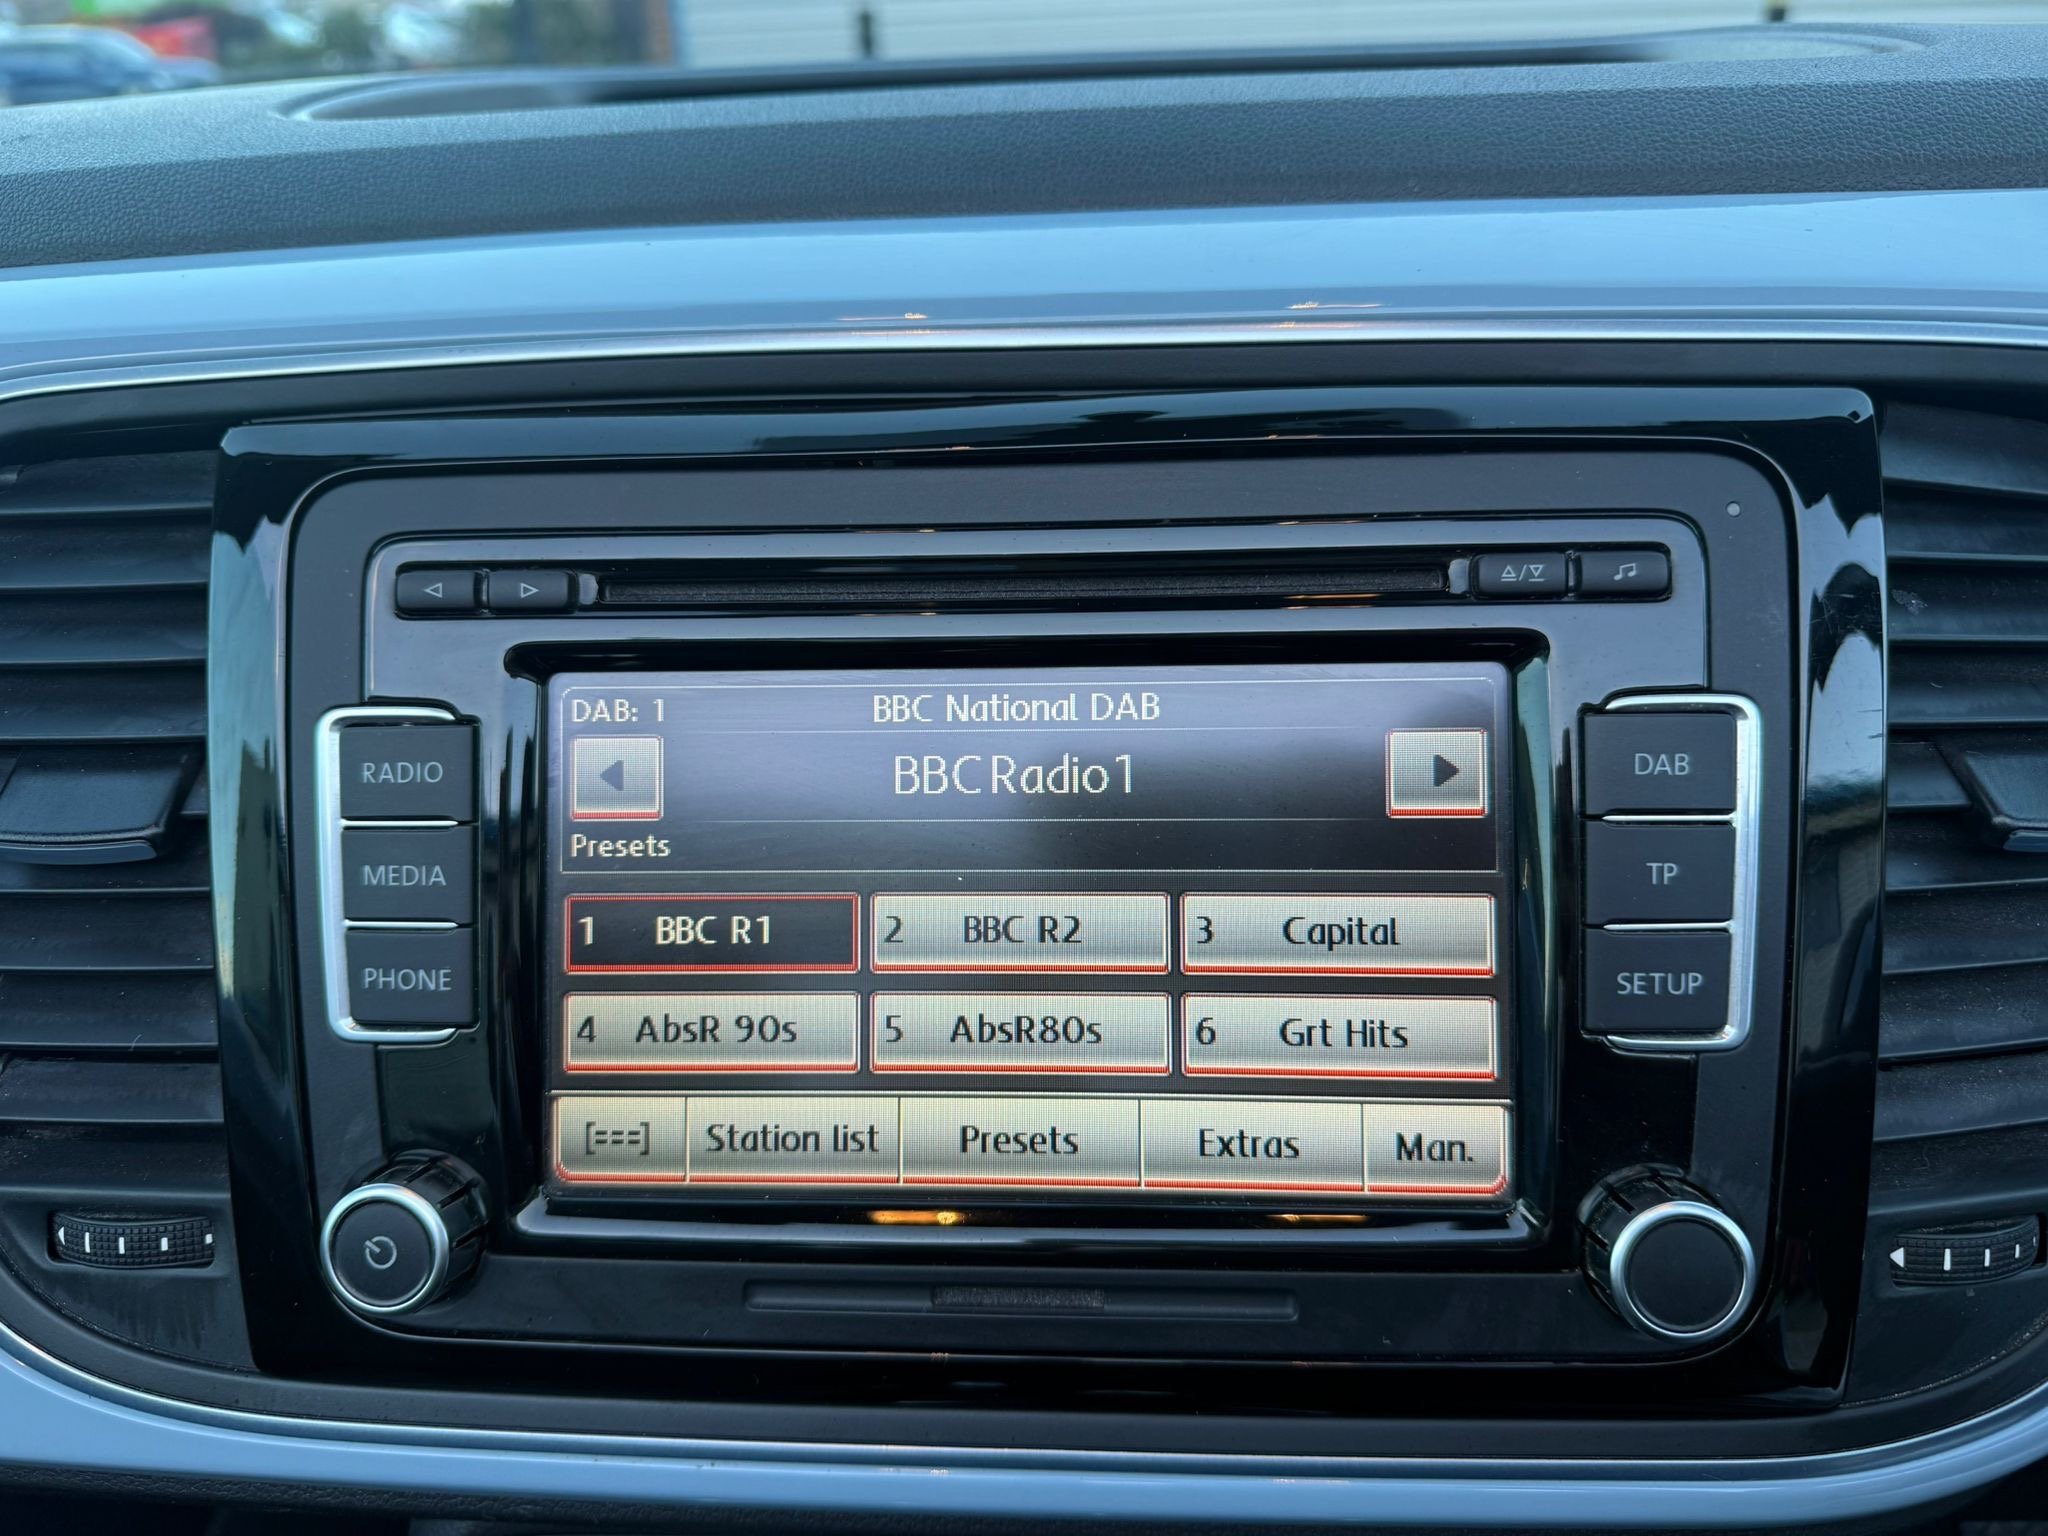 DAB: 1 BBC National DAB
BBC Radio1
Presets
1 BBC R1 2 BBC R2 3 Capital
4 AbsR 90s 5 AbsR80s 6 Grt Hits
[===] Station list Presets Extras Man.
RADIO
MEDIA
PHONE
DAB
TP
SETUP